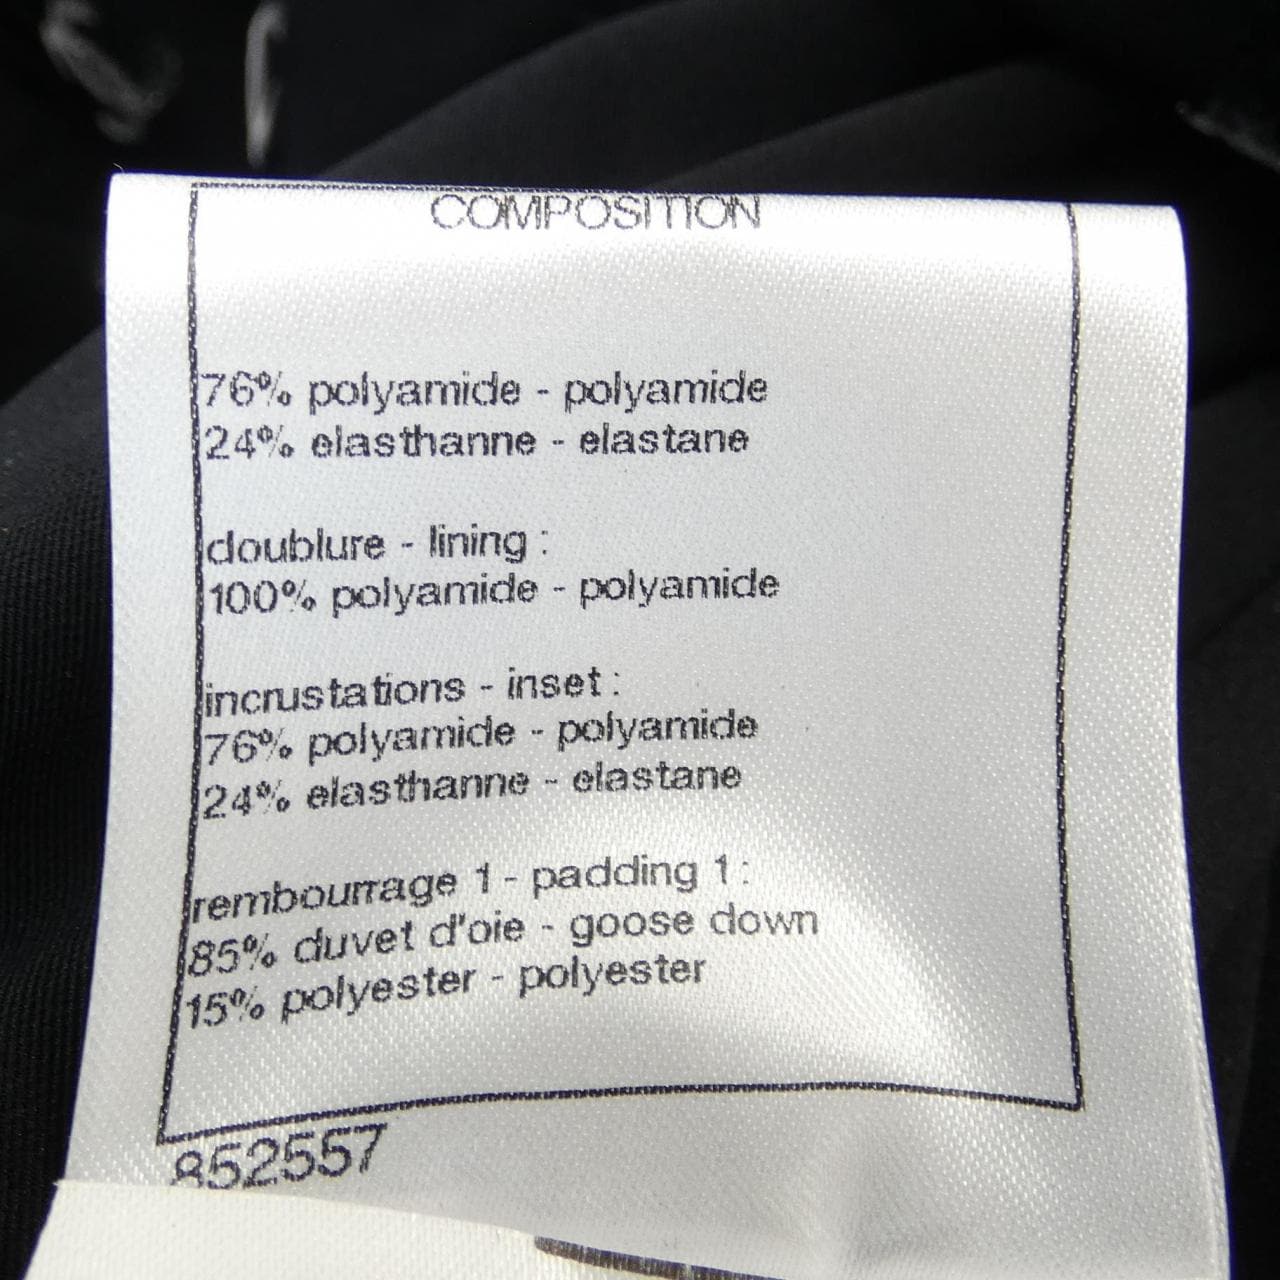 COMPOSITION
76% polyamide - polyamide
24% elasthanne - elastane
doublure - lining :
100% polyamide - polyamide
incrustations - inset :
76% polyamide - polyamide
24% elasthanne - elastane
rembourrage 1 - padding 1 :
85% duvet d'oie - goose down
15% polyester - polyester
852557